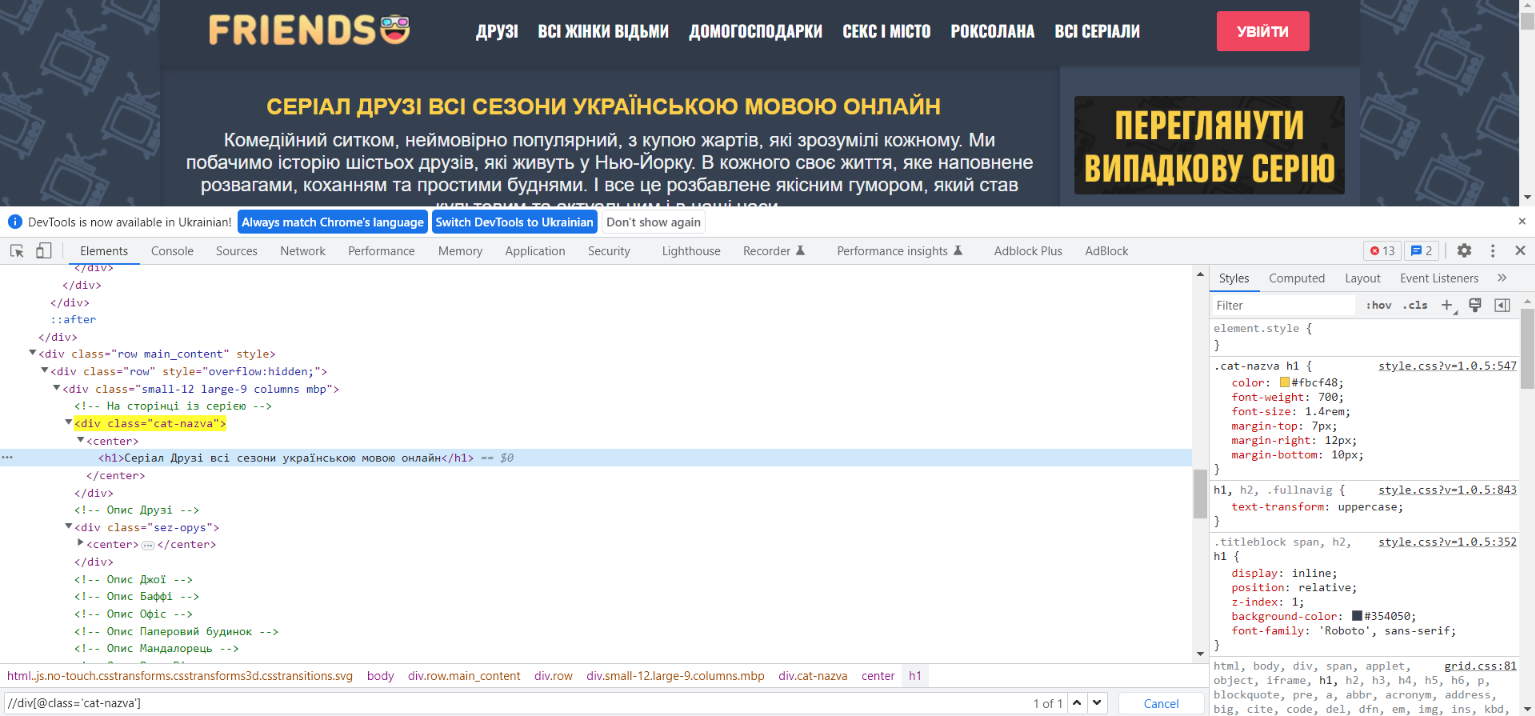 FRIENDS
ДРУЗІ ВСІ ЖІНКИ ВІДЬМИ ДОМОГОСПОДАРКИ СЕКС І МІСТО РОКСОЛАНА ВСІ СЕРІАЛИ УВІЙТИ
СЕРІАЛ ДРУЗІ ВСІ СЕЗОНИ УКРАЇНСЬКОЮ МОВОЮ ОНЛАЙН
Комедійний ситком, неймовірно популярний, з купою жартів, які зрозумілі кожному. Ми
побачимо історію шістьох друзів, які живуть у Нью-Йорку. В кожного своє життя, яке наповнене
розвагами, коханням та простими буднями. І все це розбавлене якісним гумором, який став
культовим та актуальним і в наші часи.
ПЕРЕГЛЯНУТИ
ВИПАДКОВУ СЕРІЮ
DevTools is now available in Ukrainian! Always match Chrome's language Switch DevTools to Ukrainian Don't show again
Elements Console Sources Network Performance Memory Application Security Lighthouse Recorder Performance insights Adblock Plus AdBlock 13 2
</div>
</div>
</div>
::after
</div>
<div class="row main_content" style>
<div class="row" style="overflow:hidden;">
<div class="small-12 large-9 columns mbp">
<!-- На сторінці із серією -->
<div class="cat-nazva">
<center>
<h1>Серіал Друзі всі сезони українською мовою онлайн</h1> == $0
</center>
</div>
<!-- Опис Друзі -->
<div class="sez-opys">
<center>…</center>
</div>
<!-- Опис Джої -->
<!-- Опис Баффі -->
<!-- Опис Офіс -->
<!-- Опис Паперовий будинок -->
<!-- Опис Мандалорець -->
html.js.no-touch.csstransforms.csstransforms3d.csstransitions.svg body div.row.main_content div.row div.small-12.large-9.columns.mbp div.cat-nazva center h1
//div[@class='cat-nazva'] 1 of 1 Cancel
Styles Computed Layout Event Listeners
Filter :hov .cls
element.style {
}
.cat-nazva h1 { style.css?v=1.0.5:547
color: #fbcf48;
font-weight: 700;
font-size: 1.4rem;
margin-top: 7px;
margin-right: 12px;
margin-bottom: 10px;
}
h1, h2, .fullnavig { style.css?v=1.0.5:843
text-transform: uppercase;
}
.titleblock span, h2, style.css?v=1.0.5:352
h1 {
display: inline;
position: relative;
z-index: 1;
background-color: #354050;
font-family: 'Roboto', sans-serif;
}
html, body, div, span, applet, grid.css:81
object, iframe, h1, h2, h3, h4, h5, h6, p,
blockquote, pre, a, abbr, acronym, address,
big, cite, code, del, dfn, em, img, ins, kbd,